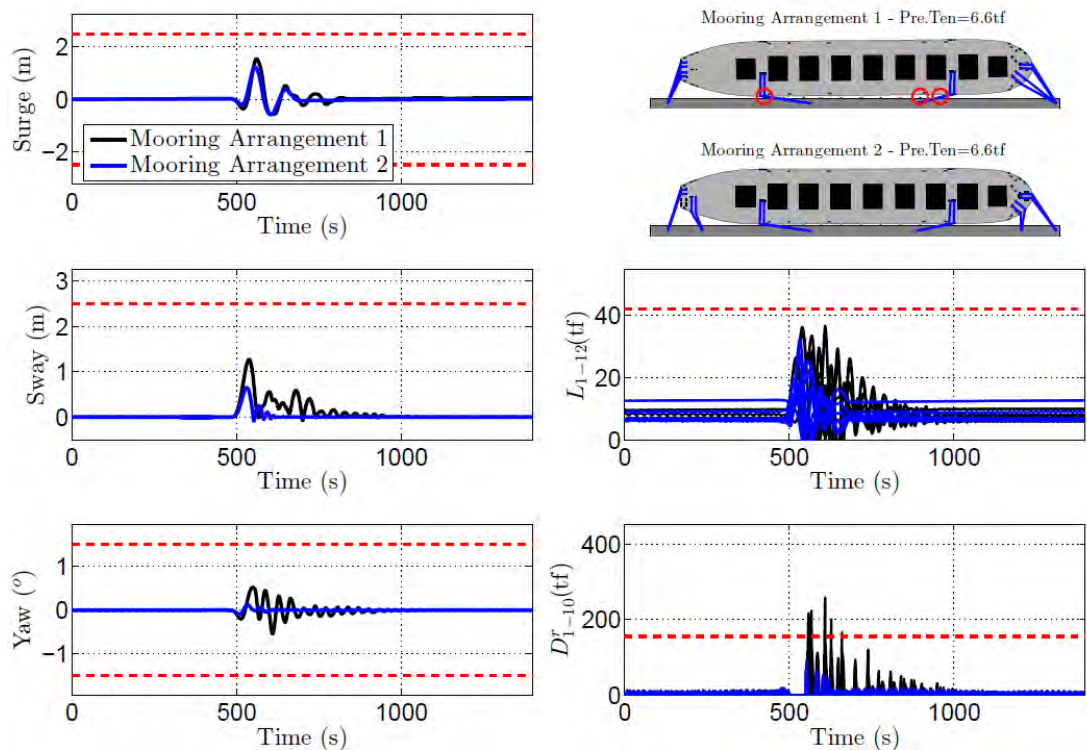 Surge (m)
2
0
−2
Mooring Arrangement 1
Mooring Arrangement 2
0
500
1000
Time (s)
Mooring Arrangement 1 - Pre.Ten=6.6tf
Mooring Arrangement 2 - Pre.Ten=6.6tf
Sway (m)
3
2
1
0
0
500
1000
Time (s)
L1−12(tf)
40
20
0
0
500
1000
Time (s)
Yaw (o)
1
0
−1
0
500
1000
Time (s)
Dr1−10(tf)
400
200
0
0
500
1000
Time (s)